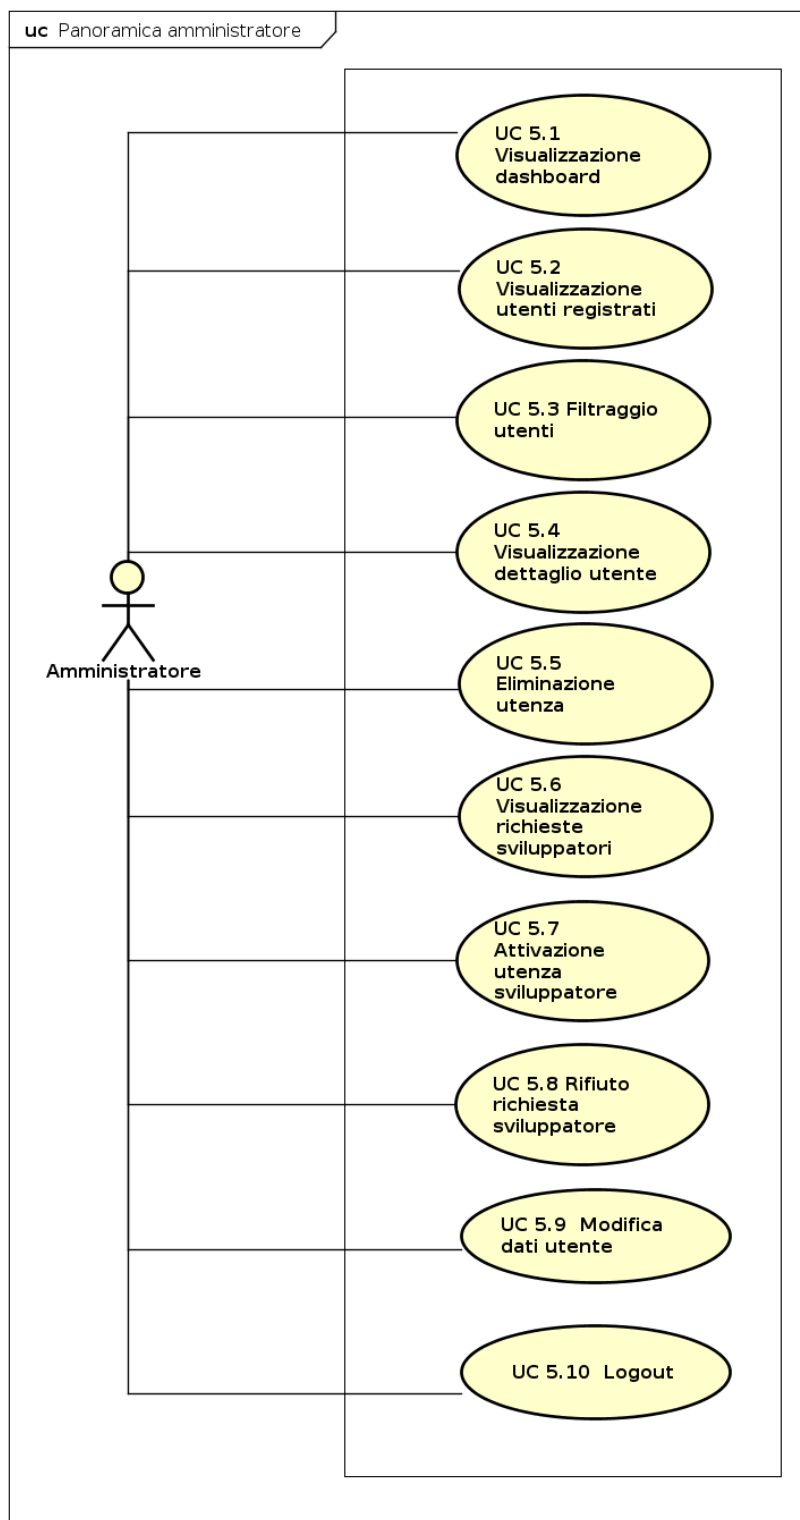 uc Panoramica amministratore
UC 5.1
Visualizzazione
dashboard
UC 5.2
Visualizzazione
utenti registrati
UC 5.3 Filtraggio
utenti
UC 5.4
Visualizzazione
dettaglio utente
Amministratore
UC 5.5
Eliminazione
utenza
UC 5.6
Visualizzazione
richieste
sviluppatori
UC 5.7
Attivazione
utenza
sviluppatore
UC 5.8 Rifiuto
richiesta
sviluppatore
UC 5.9 Modifica
dati utente
UC 5.10 Logout